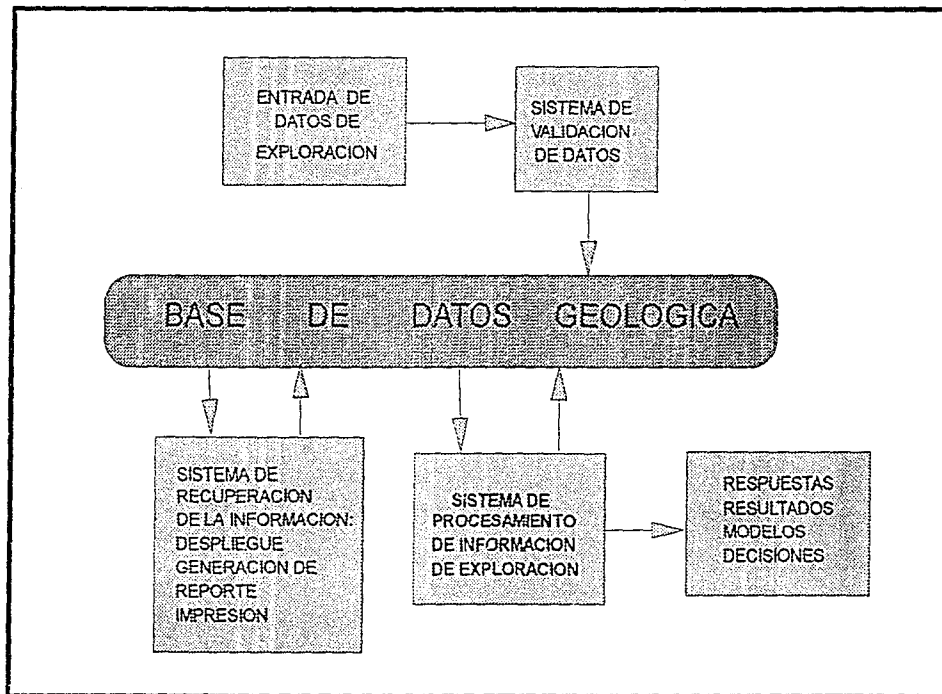 ENTRADA DE
DATOS DE
EXPLORACION
SISTEMA DE
VALIDACION
DE DATOS
BASE DE DATOS GEOLOGICA
SISTEMA DE
RECUPERACION
DE LA INFORMACION:
DESPLIEGUE
GENERACION DE
REPORTE
IMPRESION
SISTEMA DE
PROCESAMIENTO
DE INFORMACION
DE EXPLORACION
RESPUESTAS
RESULTADOS
MODELOS
DECISIONES